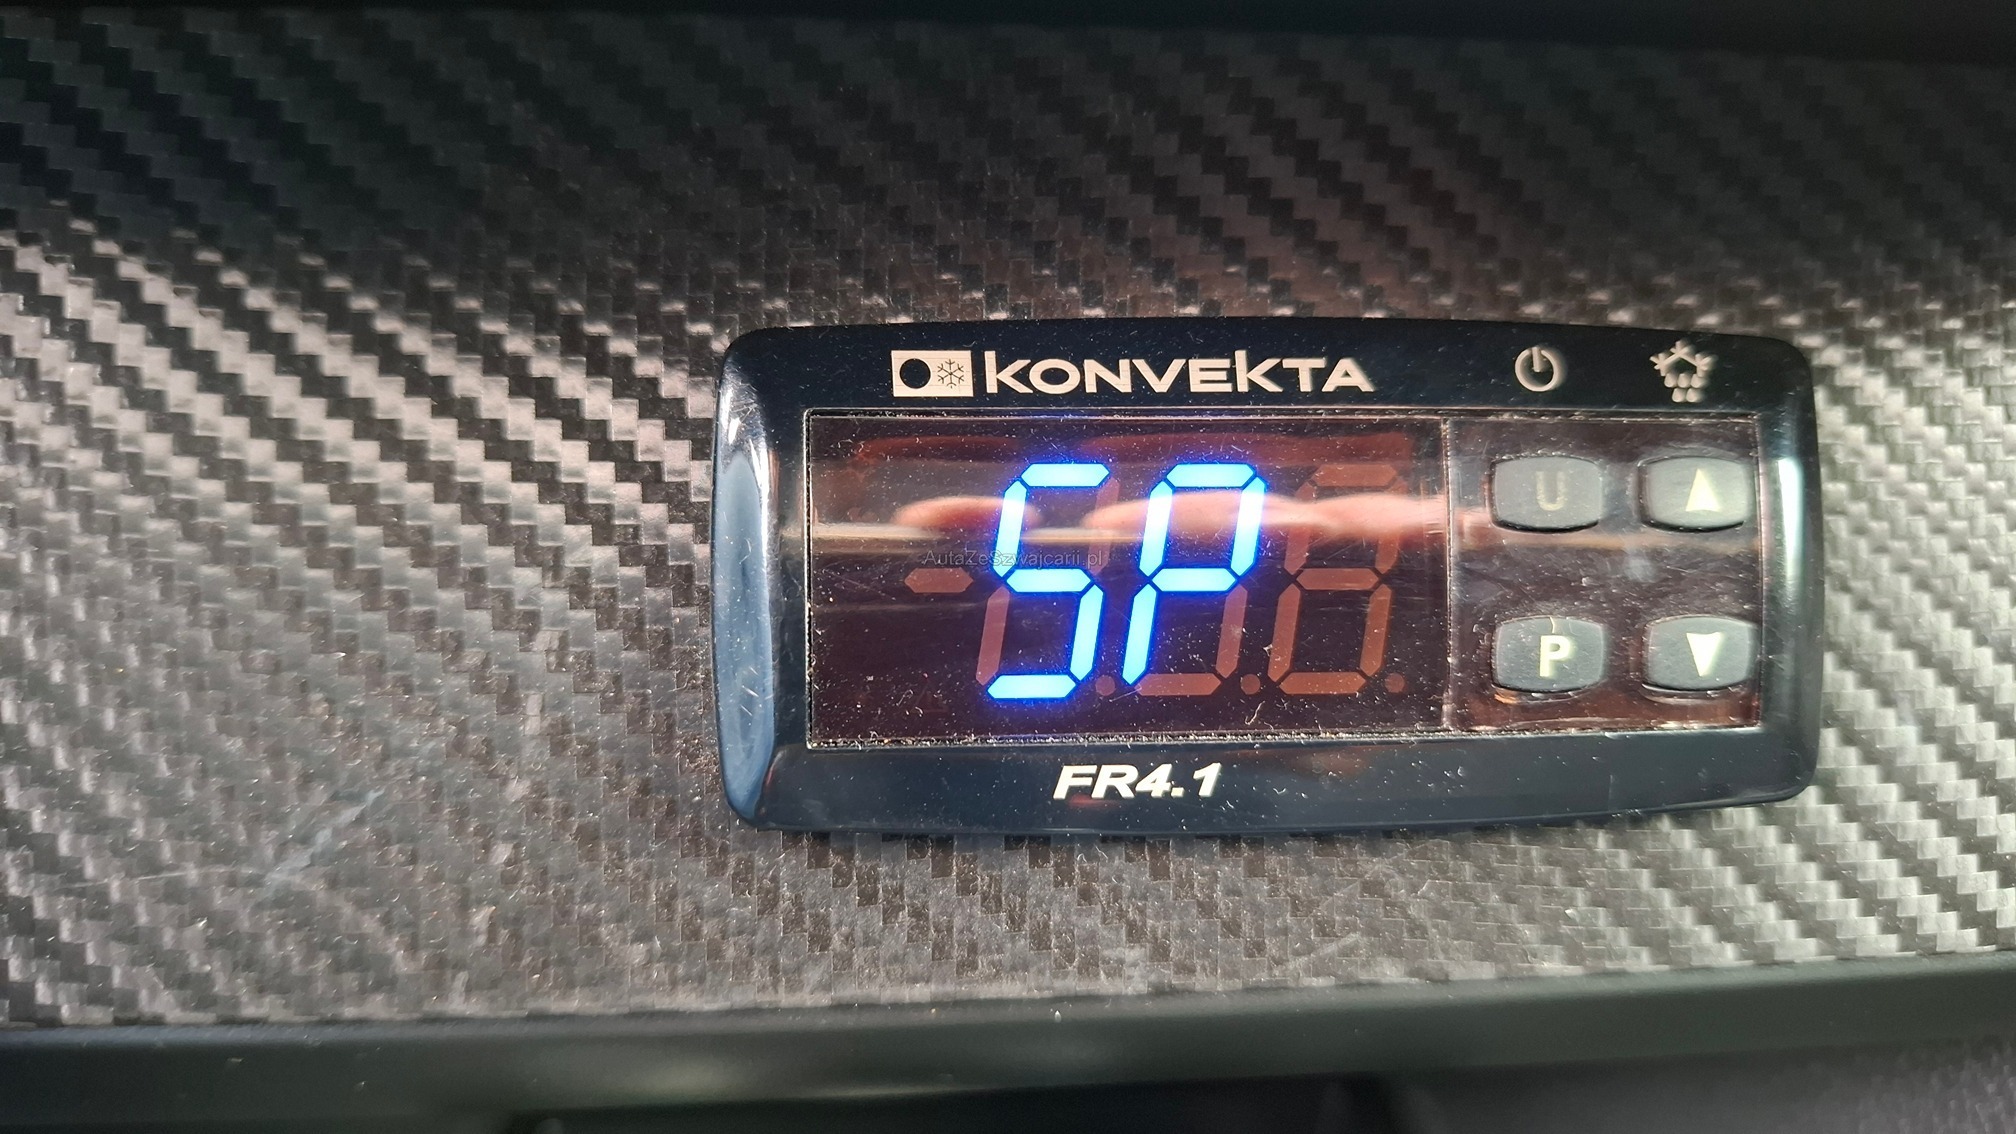 KONVEKTA
SP
AutaZeSzwajcarii.pl
U
P
FR4.1